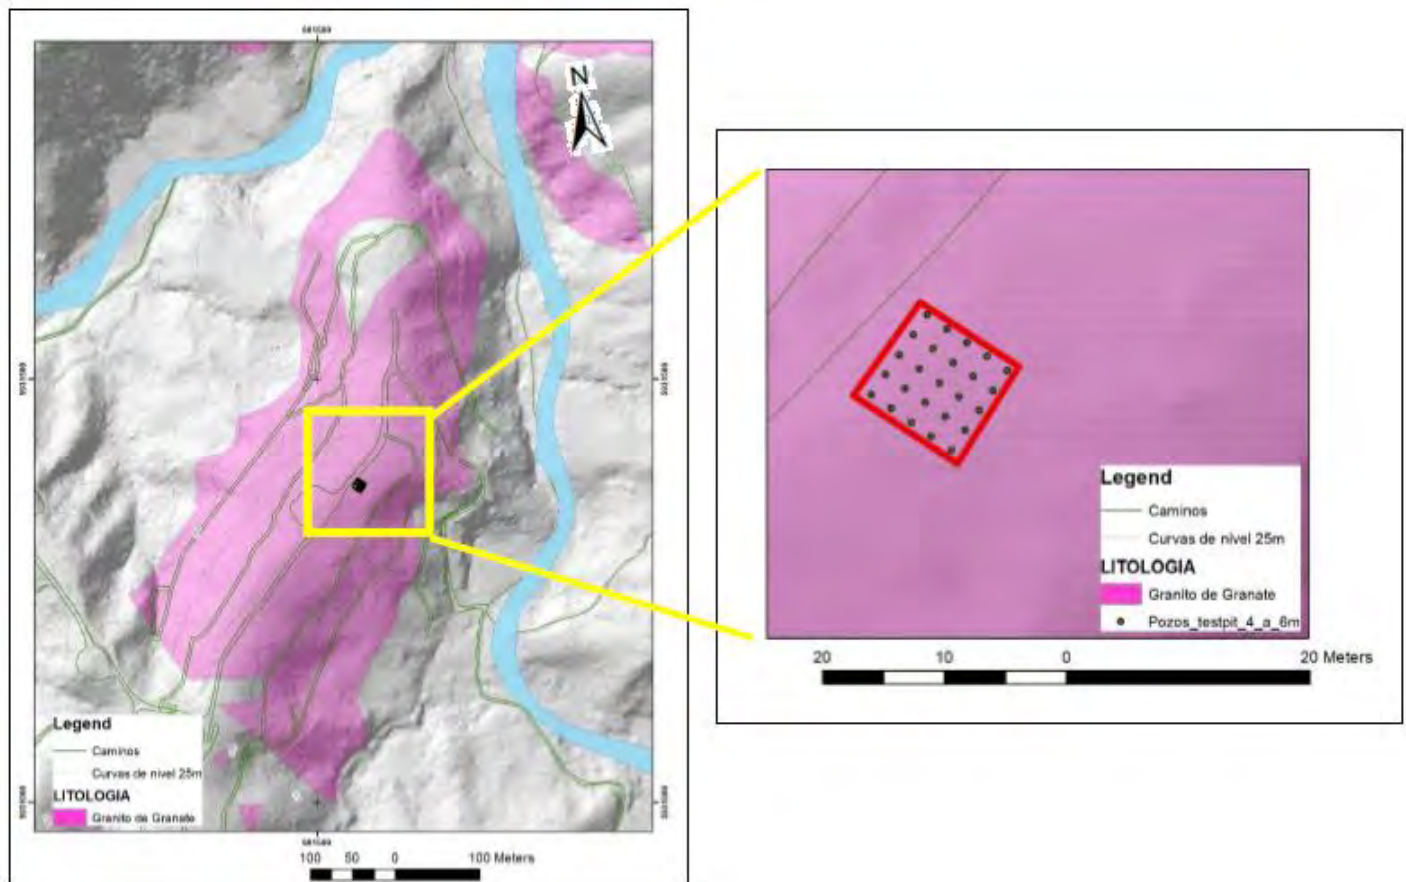 N
Legend
Caminos
Curvas de nivel 25m
LITOLOGIA
Granito de Granate
100 50 0 100 Meters
Legend
Caminos
Curvas de nivel 25m
LITOLOGIA
Granito de Granate
Pozos_testpit_4_a_6m
20 10 0 20 Meters